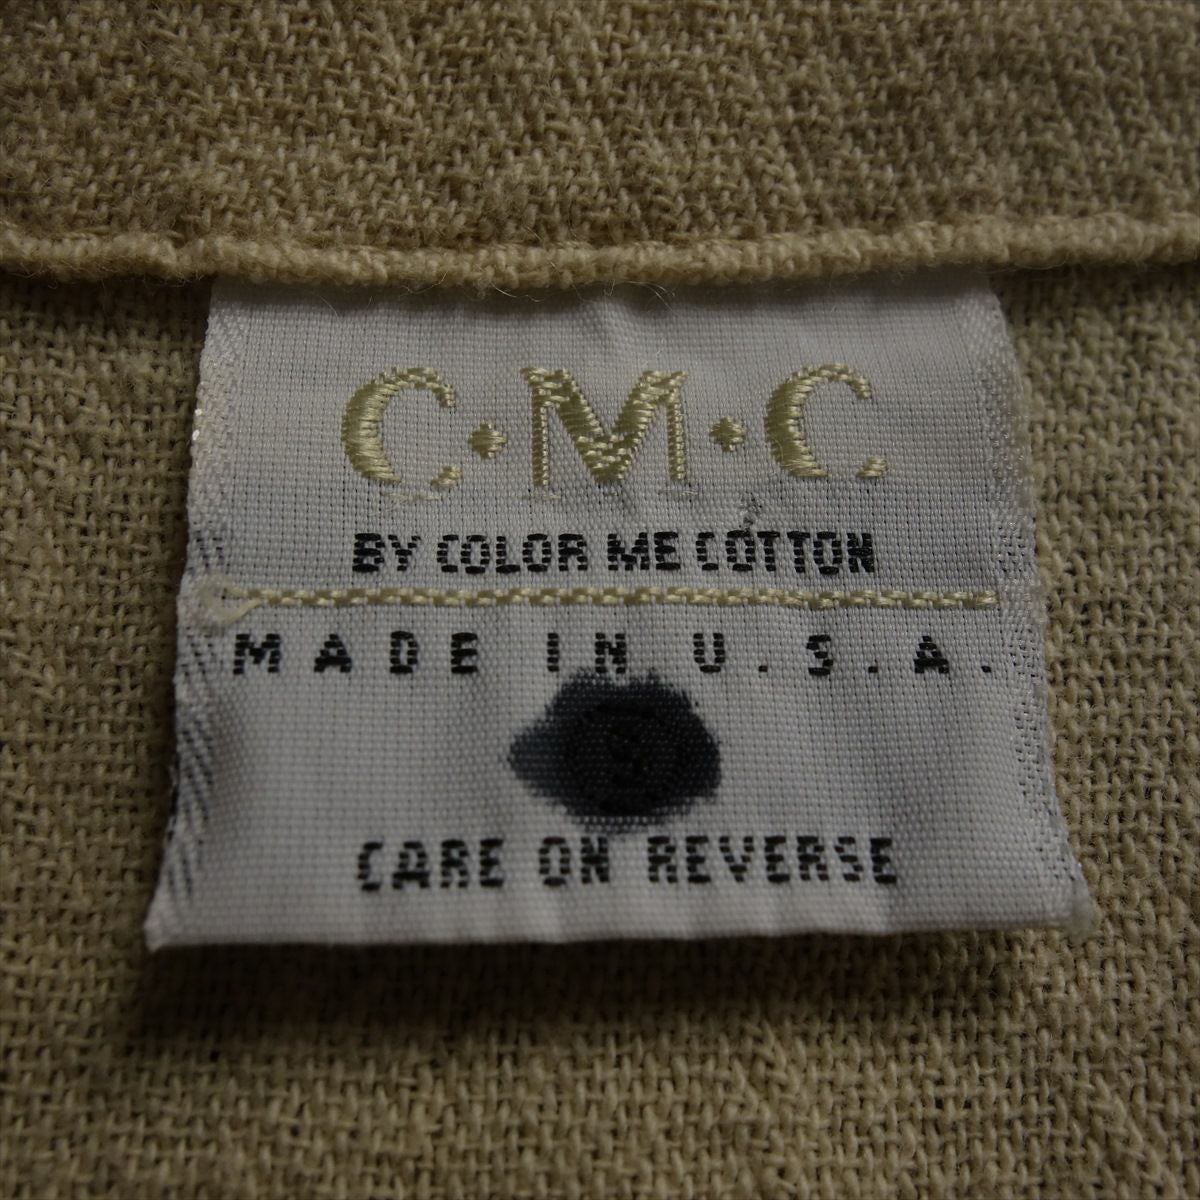 C·M·C
BY COLOR ME COTTON
MADE IN U.S.A.
CARE ON REVERSE